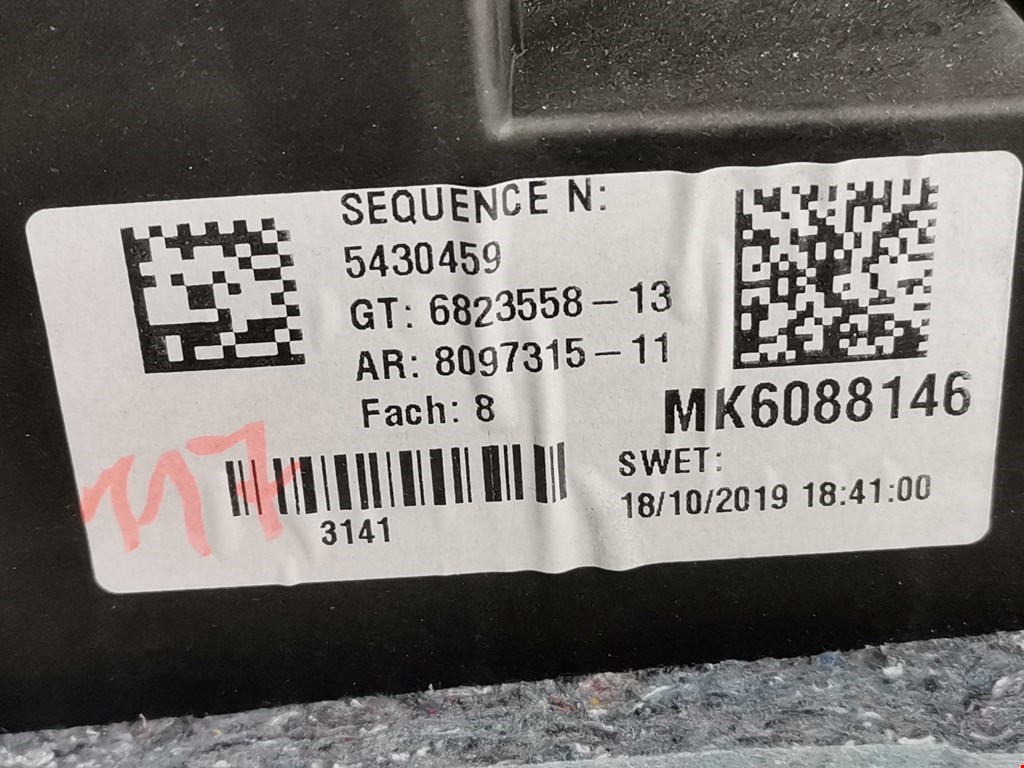 SEQUENCE N:
5430459
GT: 6823558-13
AR: 8097315-11
Fach: 8
MK6088146
SWET:
18/10/2019 18:41:00
3141